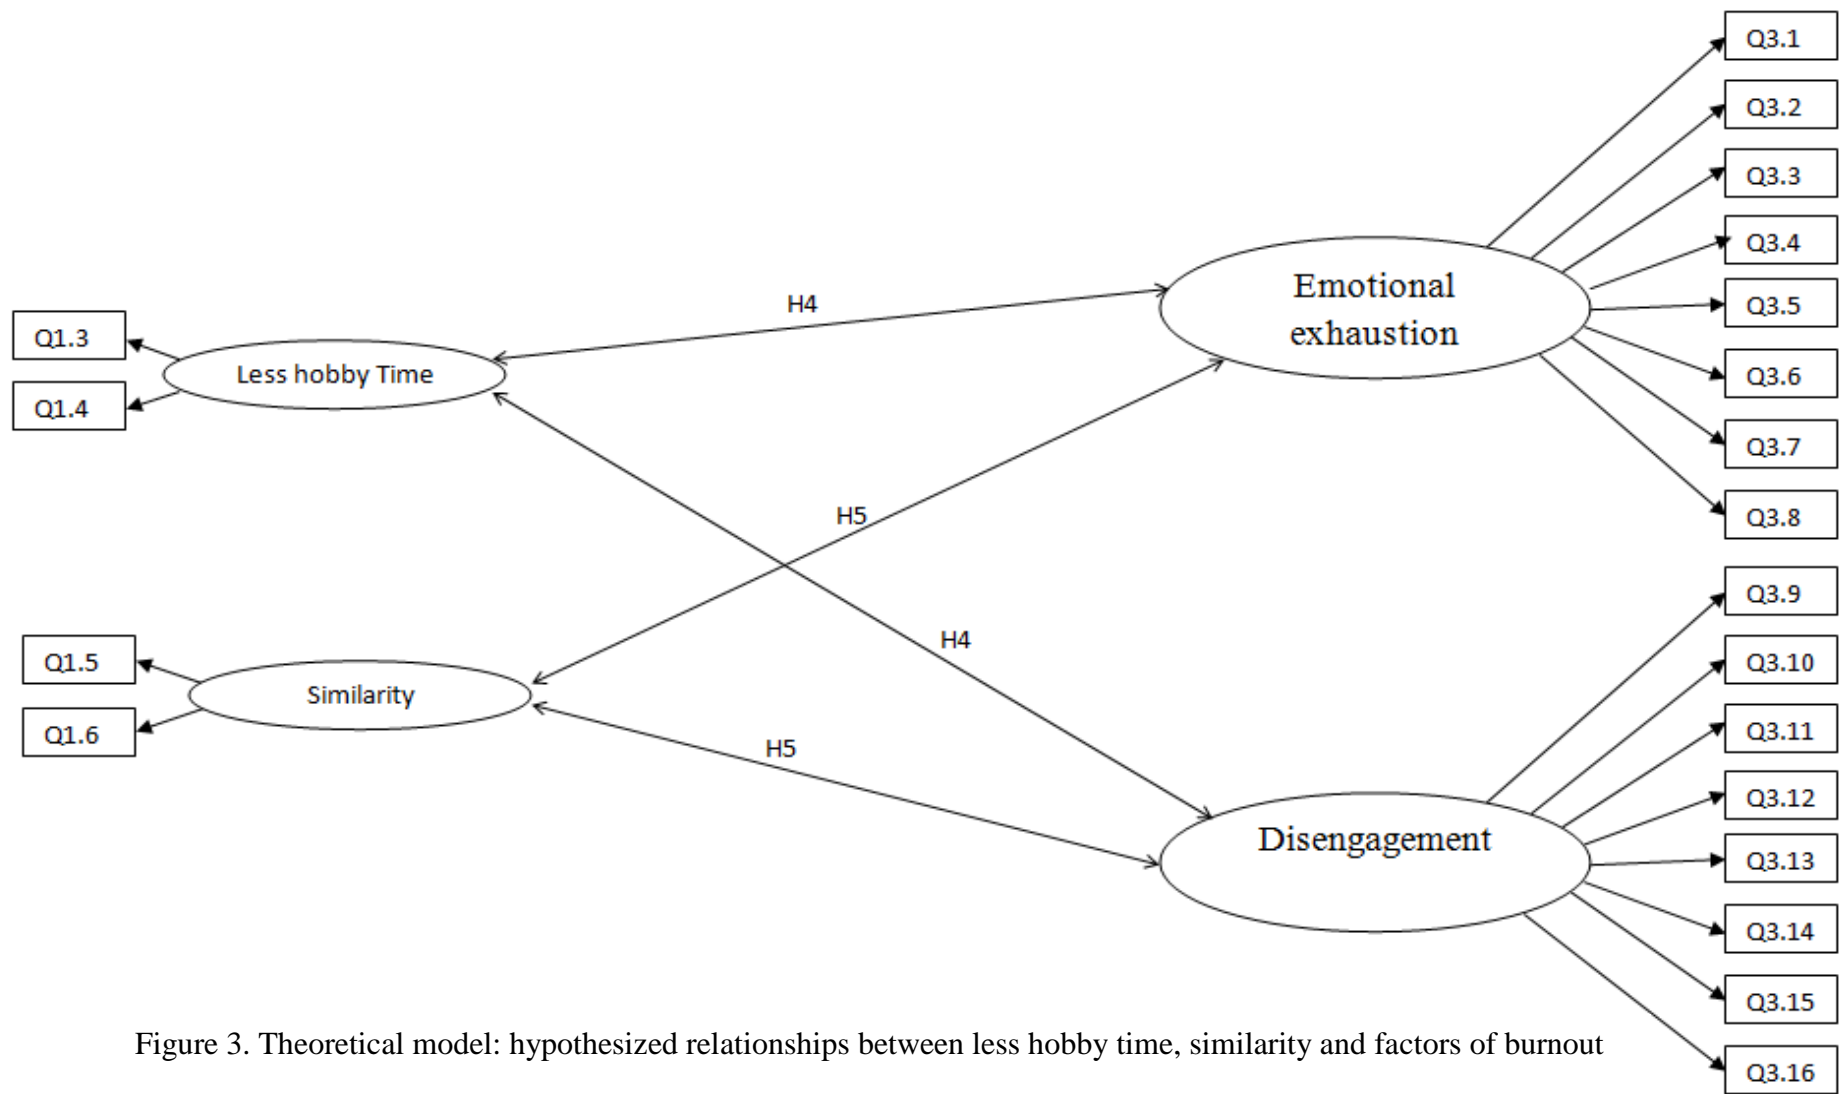 Q3.1
Q3.2
Q3.3
Q3.4
Emotional
exhaustion
H4
Q3.5
Q1.3
Less hobby Time
Q3.6
Q1.4
Q3.7
H5
Q3.8
Q3.9
H4
Q1.5
Q3.10
Similarity
Q1.6
Q3.11
H5
Q3.12
Disengagement
Q3.13
Q3.14
Q3.15
Figure 3. Theoretical model: hypothesized relationships between less hobby time, similarity and factors of burnout
Q3.16